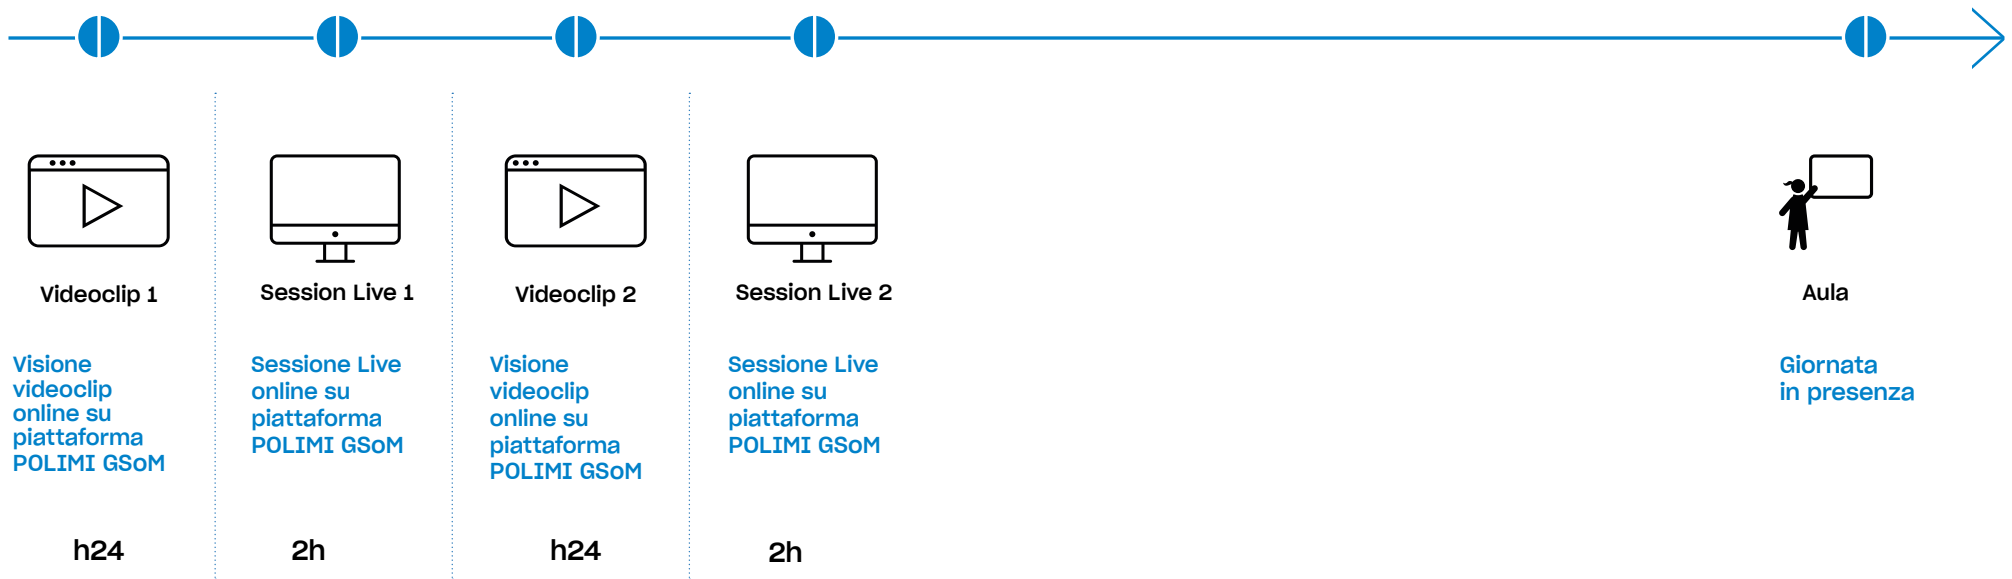 Videoclip 1
Session Live 1
Videoclip 2
Session Live 2
Aula
Visione
videoclip
online su
piattaforma
POLIMI GSoM
Sessione Live
online su
piattaforma
POLIMI GSoM
Visione
videoclip
online su
piattaforma
POLIMI GSoM
Sessione Live
online su
piattaforma
POLIMI GSoM
Giornata
in presenza
h24
2h
h24
2h